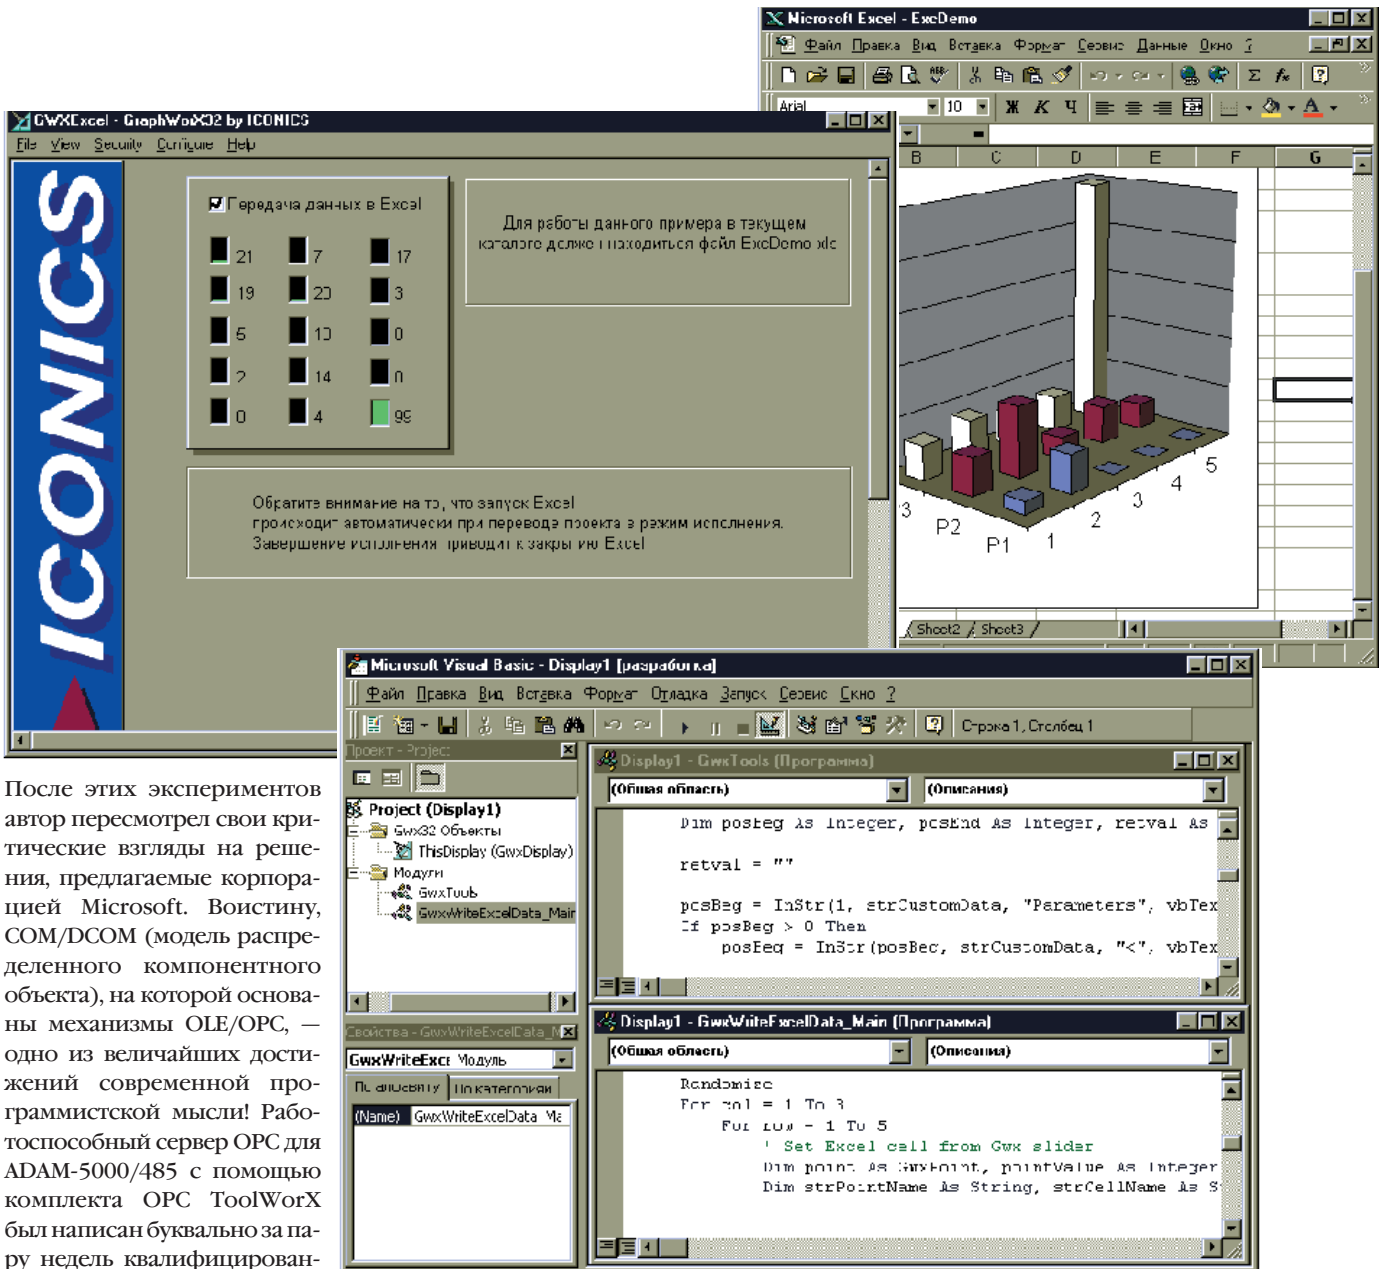 Microsoft Excel - ExcDemo
Файл Правка Вид Вставка Формат Сервис Данные Окно ?
Arial 10 Ж К Ч
B C D E F G
GWXExcel - GraphWorX32 by ICONICS
File View Security Configure Help
ICONICS
Передача данных в Excel
21 7 17
19 20 3
5 10 0
2 14 0
0 4 99
Для работы данного примера в текущем
каталоге должен находиться файл ExcDemo.xls
Обратите внимание на то, что запуск Excel
происходит автоматически при переводе проекта в режим исполнения.
Завершение исполнения приводит к закрытию Excel
P3 P2 P1 1 2 3 4 5
Sheet2 Sheet3
Microsoft Visual Basic - Display1 [разработка]
Файл Правка Вид Вставка Формат Отладка Запуск Сервис Окно ?
Строка 1, Столбец 1
Проект - Project
Project (Display1)
Gwx32 Объекты
ThisDisplay (GwxDisplay)
Модули
GwxTools
GwxWriteExcelData_Main
Свойства - GwxWriteExcelData_M
GwxWriteExce Модуль
По алфавиту По категориям
(Name) GwxWriteExcelData_Ma
Display1 - GwxTools (Программа)
(Общая область) (Описания)
Dim posBeg As Integer, posEnd As Integer, retval As
retval = ""
posBeg = InStr(1, strCustomData, "Parameters", vbTex
If posBeg > 0 Then
posBeg = InStr(posBeg, strCustomData, "<", vbTex
Display1 - GwxWriteExcelData_Main (Программа)
(Общая область) (Описания)
Randomize
For col = 1 To 3
For row = 1 To 5
' Set Excel cell from Gwx slider
Dim point As GwxPoint, pointValue As Integer
Dim strPointName As String, strCellName As S
После этих экспериментов
автор пересмотрел свои кри-
тические взгляды на реше-
ния, предлагаемые корпора-
цией Microsoft. Воистину,
COM/DCOM (модель распре-
деленного компонентного
объекта), на которой основа-
ны механизмы OLE/OPC, —
одно из величайших дости-
жений современной про-
граммистской мысли! Рабо-
тоспособный сервер OPC для
ADAM-5000/485 с помощью
комплекта OPC ToolWorX
был написан буквально за па-
ру недель квалифицирован-